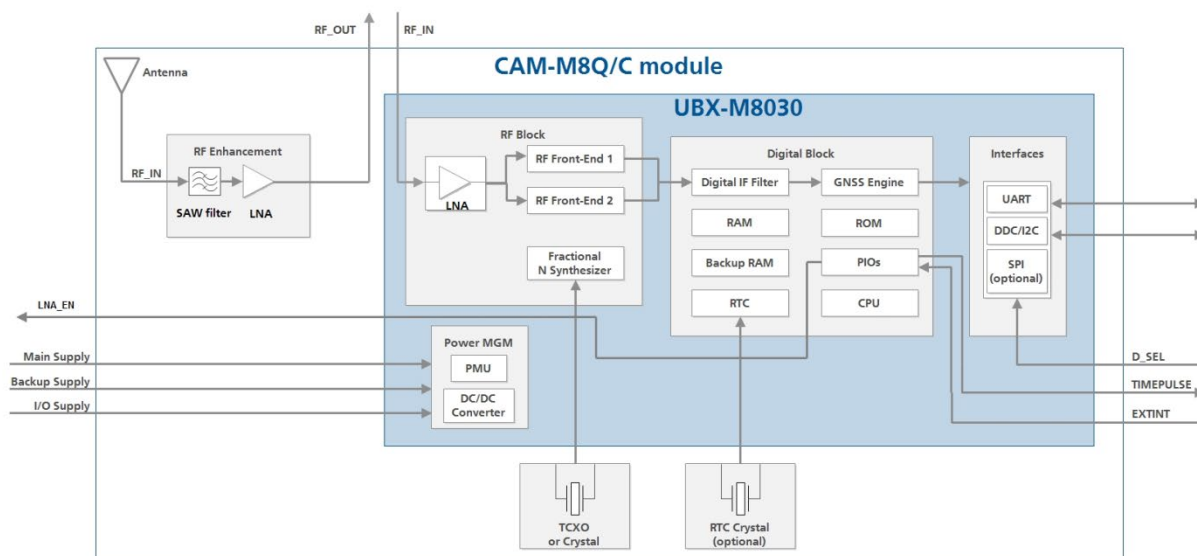 RF_OUT
RF_IN
CAM-M8Q/C module
Antenna
UBX-M8030
RF Enhancement
RF_IN
SAW filter
LNA
RF Block
LNA
RF Front-End 1
RF Front-End 2
Fractional
N Synthesizer
Digital Block
Digital IF Filter
GNSS Engine
RAM
ROM
Backup RAM
PIOs
RTC
CPU
Interfaces
UART
DDC/I2C
SPI
(optional)
LNA_EN
Main Supply
Backup Supply
I/O Supply
Power MGM
PMU
DC/DC
Converter
D_SEL
TIMEPULSE
EXTINT
TCXO
or Crystal
RTC Crystal
(optional)